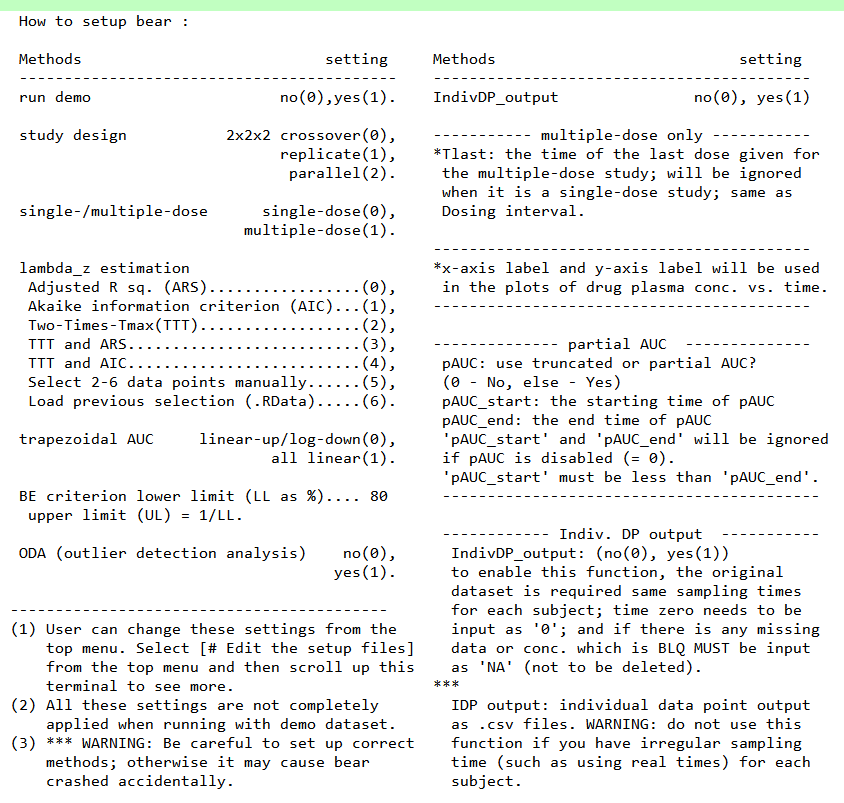 How to setup bear :
Methods setting
------------------------------------------
run demo no(0),yes(1).
study design 2x2x2 crossover(0),
replicate(1),
parallel(2).
single-/multiple-dose single-dose(0),
multiple-dose(1).
lambda_z estimation
Adjusted R sq. (ARS).................(0),
Akaike information criterion (AIC)...(1),
Two-Times-Tmax(TTT)..................(2),
TTT and ARS..........................(3),
TTT and AIC..........................(4),
Select 2-6 data points manually......(5),
Load previous selection (.RData).....(6).
trapezoidal AUC linear-up/log-down(0),
all linear(1).
BE criterion lower limit (LL as %).... 80
upper limit (UL) = 1/LL.
ODA (outlier detection analysis) no(0),
yes(1).
------------------------------------------
(1) User can change these settings from the
top menu. Select [# Edit the setup files]
from the top menu and then scroll up this
terminal to see more.
(2) All these settings are not completely
applied when running with demo dataset.
(3) *** WARNING: Be careful to set up correct
methods; otherwise it may cause bear
crashed accidentally.
Methods setting
------------------------------------------
IndivDP_output no(0), yes(1)
----------- multiple-dose only -----------
*Tlast: the time of the last dose given for
the multiple-dose study; will be ignored
when it is a single-dose study; same as
Dosing interval.
------------------------------------------
*x-axis label and y-axis label will be used
in the plots of drug plasma conc. vs. time.
------------------------------------------
-------------- partial AUC --------------
pAUC: use truncated or partial AUC?
(0 - No, else - Yes)
pAUC_start: the starting time of pAUC
pAUC_end: the end time of pAUC
'pAUC_start' and 'pAUC_end' will be ignored
if pAUC is disabled (= 0).
'pAUC_start' must be less than 'pAUC_end'.
------------------------------------------
------------ Indiv. DP output -----------
IndivDP_output: (no(0), yes(1))
to enable this function, the original
dataset is required same sampling times
for each subject; time zero needs to be
input as '0'; and if there is any missing
data or conc. which is BLQ MUST be input
as 'NA' (not to be deleted).
***
IDP output: individual data point output
as .csv files. WARNING: do not use this
function if you have irregular sampling
time (such as using real times) for each
subject.